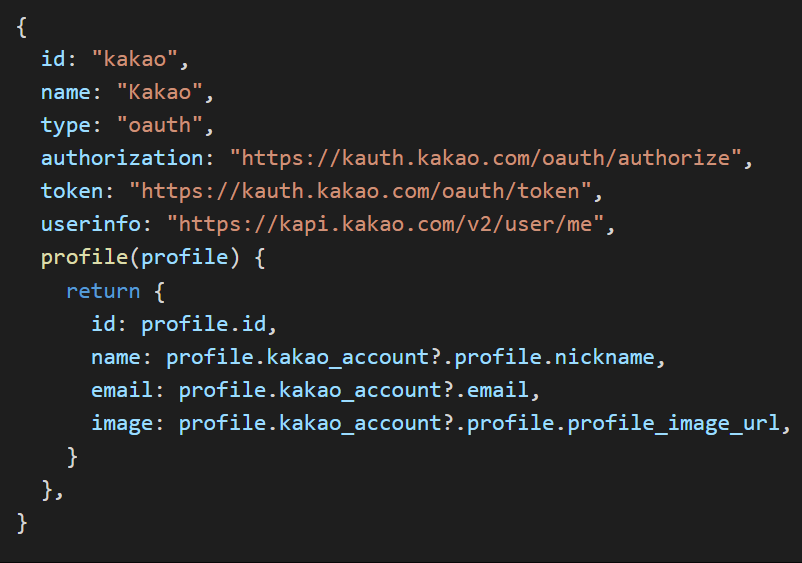 {
  id: "kakao",
  name: "Kakao",
  type: "oauth",
  authorization: "https://kauth.kakao.com/oauth/authorize",
  token: "https://kauth.kakao.com/oauth/token",
  userinfo: "https://kapi.kakao.com/v2/user/me",
  profile(profile) {
    return {
      id: profile.id,
      name: profile.kakao_account?.profile.nickname,
      email: profile.kakao_account?.email,
      image: profile.kakao_account?.profile.profile_image_url,
    }
  },
}